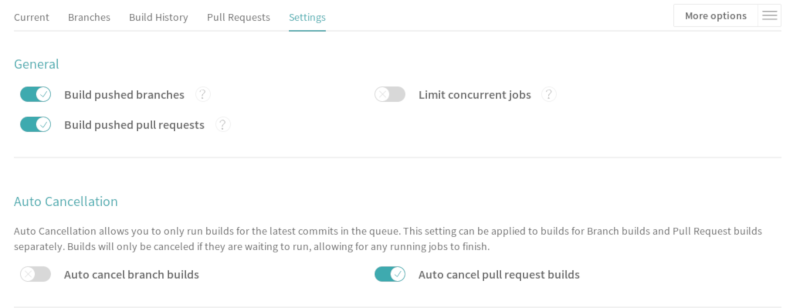 Current Branches Build History Pull Requests Settings More options
General
Build pushed branches ? Limit concurrent jobs ?
Build pushed pull requests ?
Auto Cancellation
Auto Cancellation allows you to only run builds for the latest commits in the queue. This setting can be applied to builds for Branch builds and Pull Request builds
separately. Builds will only be canceled if they are waiting to run, allowing for any running jobs to finish.
Auto cancel branch builds Auto cancel pull request builds